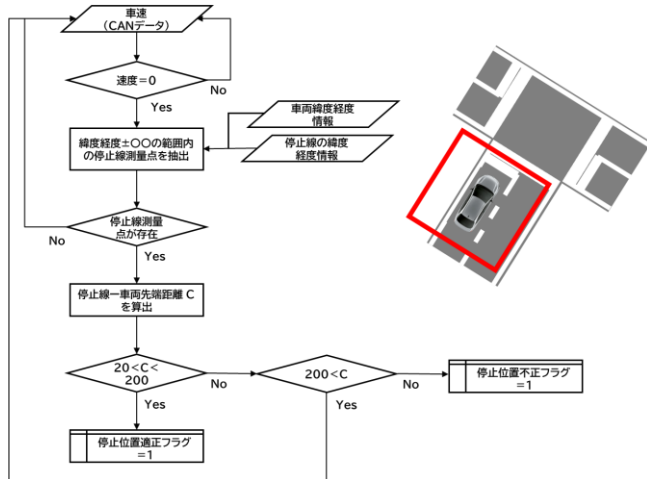 車速
(CANデータ)
速度=0
No
Yes
車両緯度経度
情報
緯度経度±〇〇の範囲内
の停止線測量点を抽出
停止線の緯度
経度情報
停止線測量
点が存在
No
Yes
停止線ー車両先端距離 C
を算出
20<C<
200
No
200<C
No
停止位置不正フラグ
=1
Yes
Yes
停止位置適正フラグ
=1